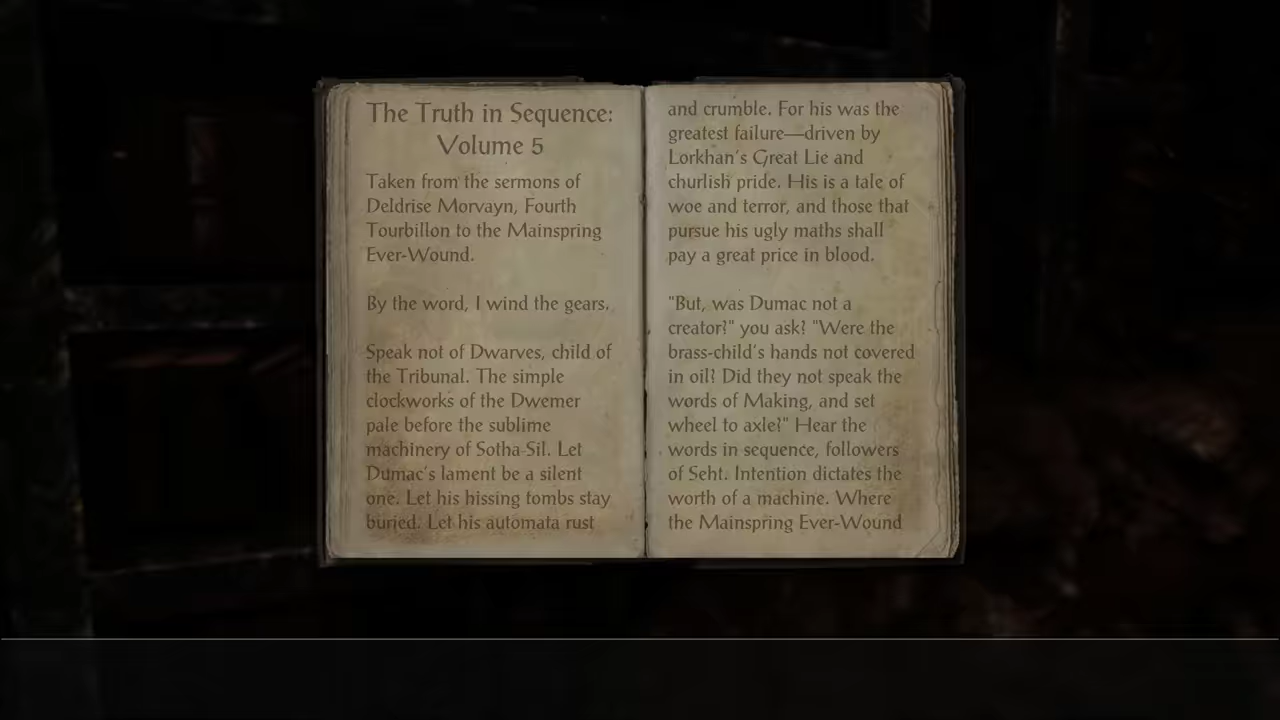 The Truth in Sequence:
Volume 5
Taken from the sermons of
Deldrise Morvayn, Fourth
Tourbillon to the Mainspring
Ever-Wound.
By the word, I wind the gears.
Speak not of Dwarves, child of
the Tribunal. The simple
clockworks of the Dwemer
pale before the sublime
machinery of Sotha Sil. Let
Dumac's lament be a silent
one. Let his hissing tombs stay
buried. Let his automata rust
and crumble. For his was the
greatest failure—driven by
Lorkhan's Great Lie and
churlish pride. His is a tale of
woe and terror, and those that
pursue his ugly maths shall
pay a great price in blood.
"But, was Dumac not a
creator?" you ask? "Were the
brass-child's hands not covered
in oil? Did they not speak the
words of Making, and set
wheel to axle?" Hear the
words in sequence, followers
of Seht. Intention dictates the
worth of a machine. Where
the Mainspring Ever-Wound